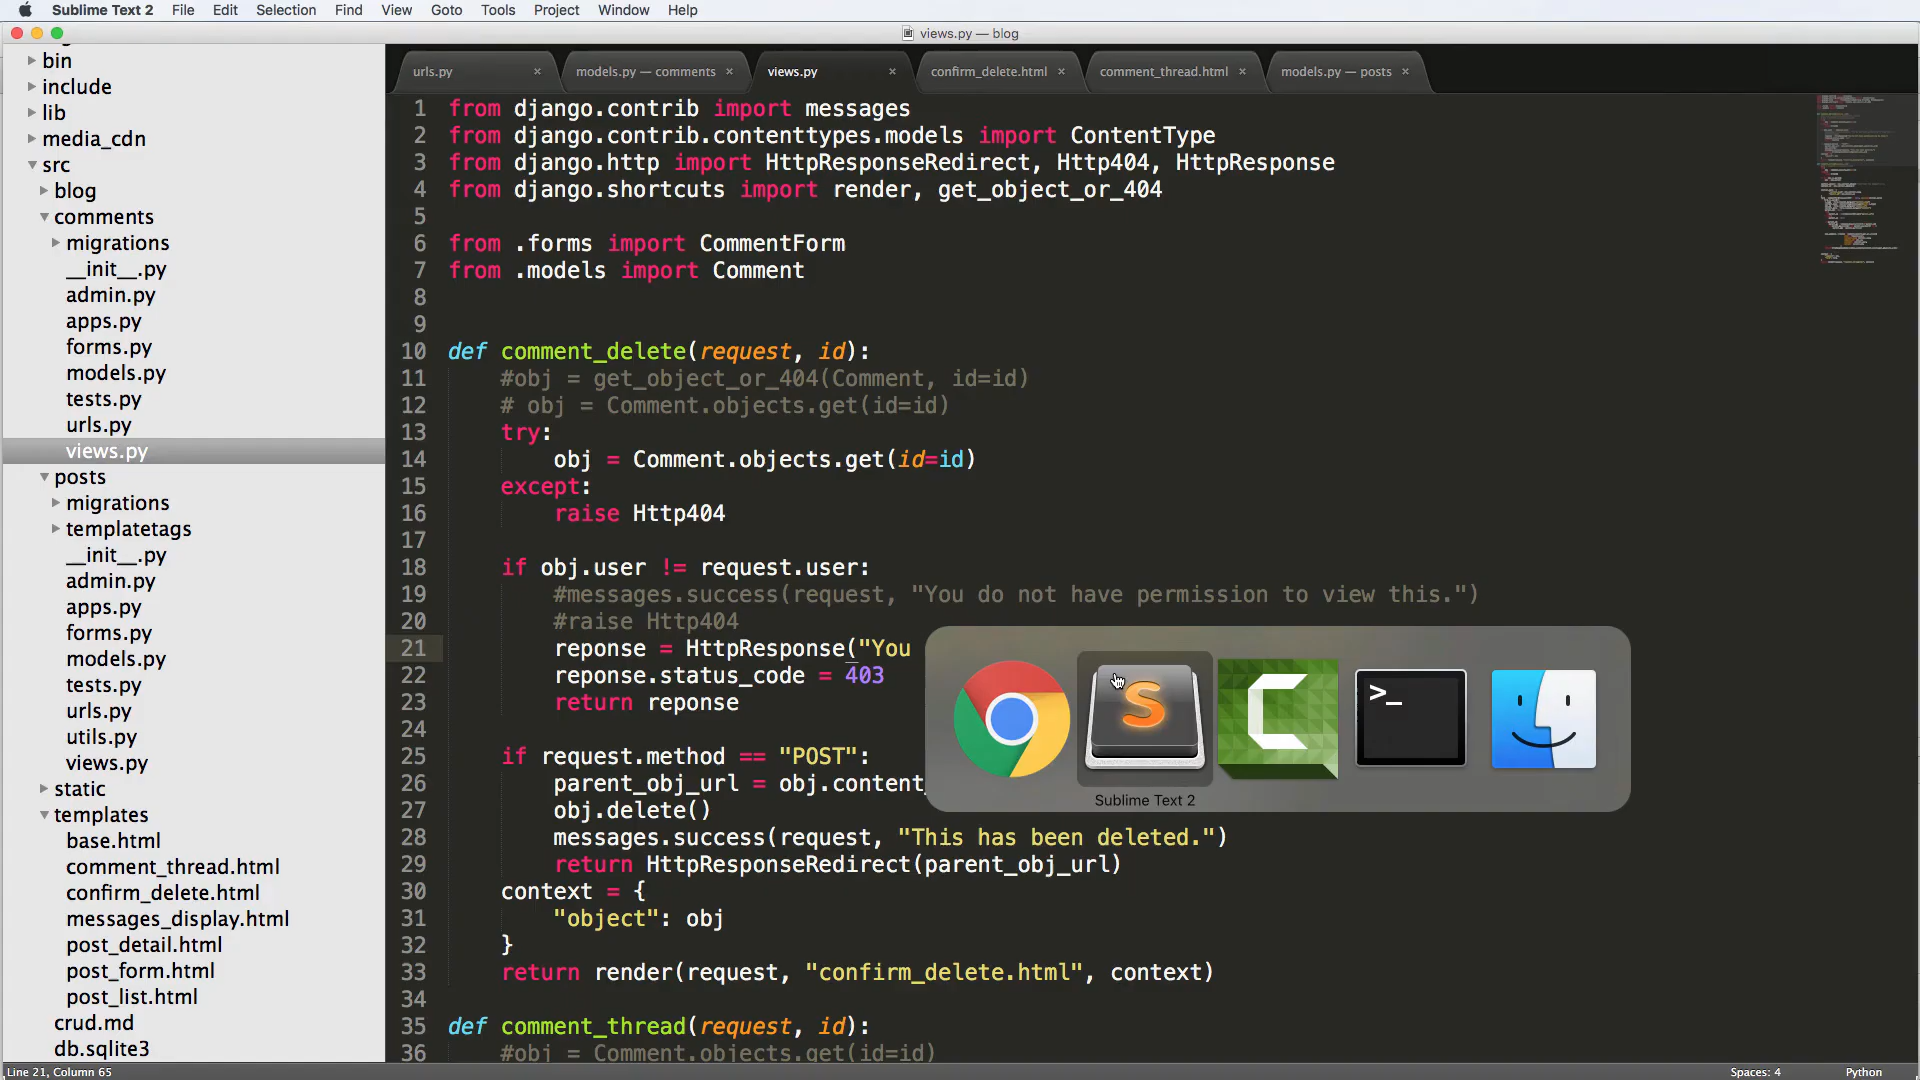 Sublime Text 2 File Edit Selection Find View Goto Tools Project Window Help
views.py — blog
bin
include
lib
media_cdn
src
blog
comments
migrations
__init__.py
admin.py
apps.py
forms.py
models.py
tests.py
urls.py
views.py
posts
migrations
templatetags
__init__.py
admin.py
apps.py
forms.py
models.py
tests.py
urls.py
utils.py
views.py
static
templates
base.html
comment_thread.html
confirm_delete.html
messages_display.html
post_detail.html
post_form.html
post_list.html
crud.md
db.sqlite3
urls.py × models.py — comments × views.py × confirm_delete.html × comment_thread.html × models.py — posts ×
1 from django.contrib import messages
2 from django.contrib.contenttypes.models import ContentType
3 from django.http import HttpResponseRedirect, Http404, HttpResponse
4 from django.shortcuts import render, get_object_or_404
5
6 from .forms import CommentForm
7 from .models import Comment
8
9
10 def comment_delete(request, id):
11 #obj = get_object_or_404(Comment, id=id)
12 # obj = Comment.objects.get(id=id)
13 try:
14 obj = Comment.objects.get(id=id)
15 except:
16 raise Http404
17
18 if obj.user != request.user:
19 #messages.success(request, "You do not have permission to view this.")
20 #raise Http404
21 reponse = HttpResponse("You
22 reponse.status_code = 403
23 return reponse
24
25 if request.method == "POST":
26 parent_obj_url = obj.content_
27 obj.delete()
28 messages.success(request, "This has been deleted.")
29 return HttpResponseRedirect(parent_obj_url)
30 context = {
31 "object": obj
32 }
33 return render(request, "confirm_delete.html", context)
34
35 def comment_thread(request, id):
36 #obj = Comment.objects.get(id=id)
S
C
>_
Sublime Text 2
Line 21, Column 65
Spaces: 4
Python